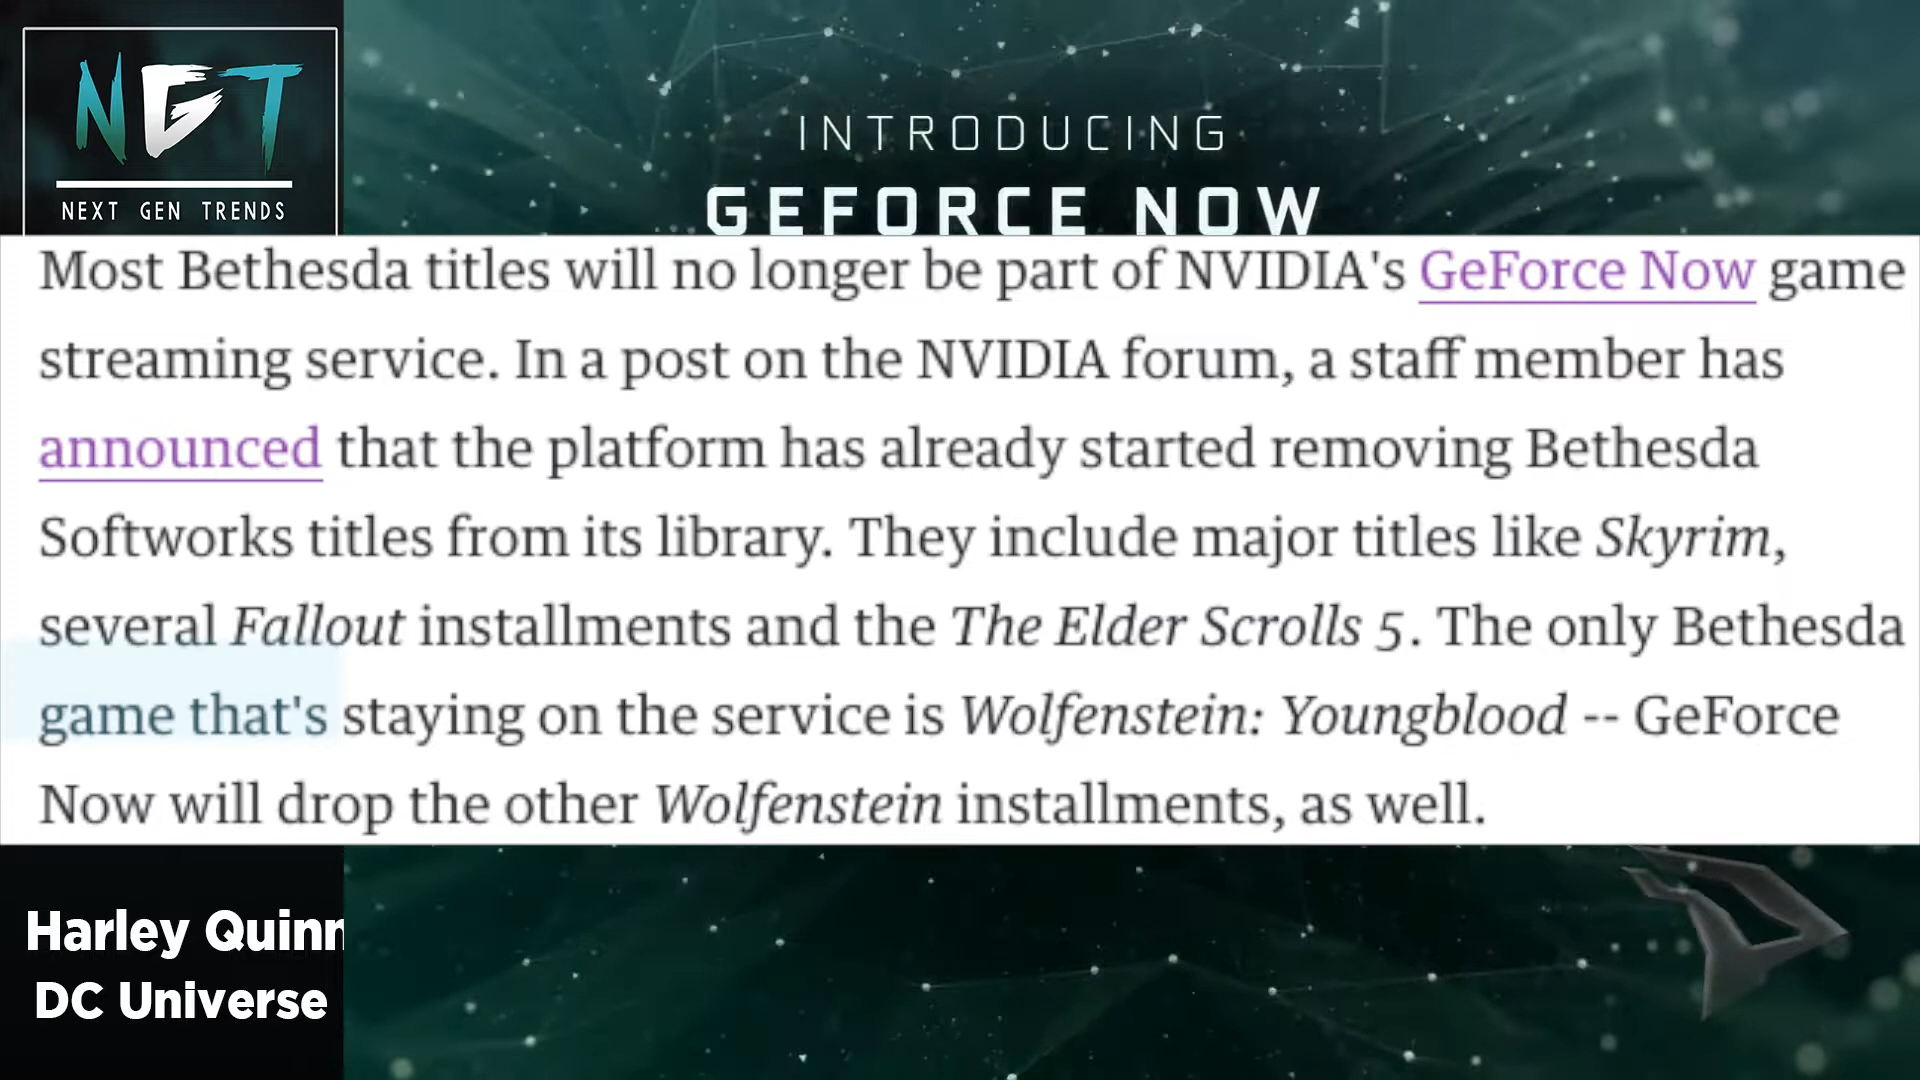 NGT
NEXT GEN TRENDS
INTRODUCING
GEFORCE NOW
Most Bethesda titles will no longer be part of NVIDIA's GeForce Now game
streaming service. In a post on the NVIDIA forum, a staff member has
announced that the platform has already started removing Bethesda
Softworks titles from its library. They include major titles like Skyrim,
several Fallout installments and the The Elder Scrolls 5. The only Bethesda
game that's staying on the service is Wolfenstein: Youngblood -- GeForce
Now will drop the other Wolfenstein installments, as well.
Harley Quinn
DC Universe